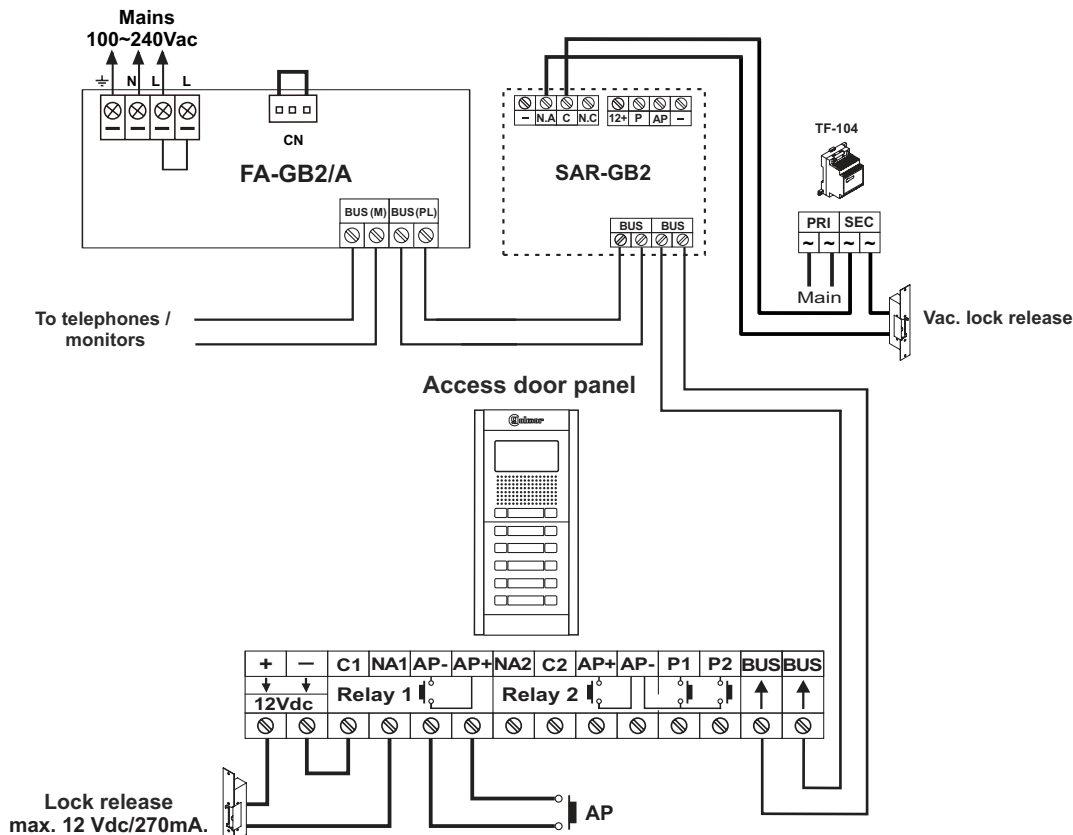 Mains
100~240Vac
N L L
CN
FA-GB2/A
BUS (M) BUS (PL)
To telephones /
monitors
– N.A C N.C 12+ P AP –
SAR-GB2
BUS BUS
TF-104
PRI SEC
~ ~ ~ ~
Main
Vac. lock release
Access door panel
Golmar
+ – C1 NA1 AP- AP+ NA2 C2 AP+ AP- P1 P2 BUS BUS
12Vdc Relay 1 Relay 2
Lock release
max. 12 Vdc/270mA.
AP